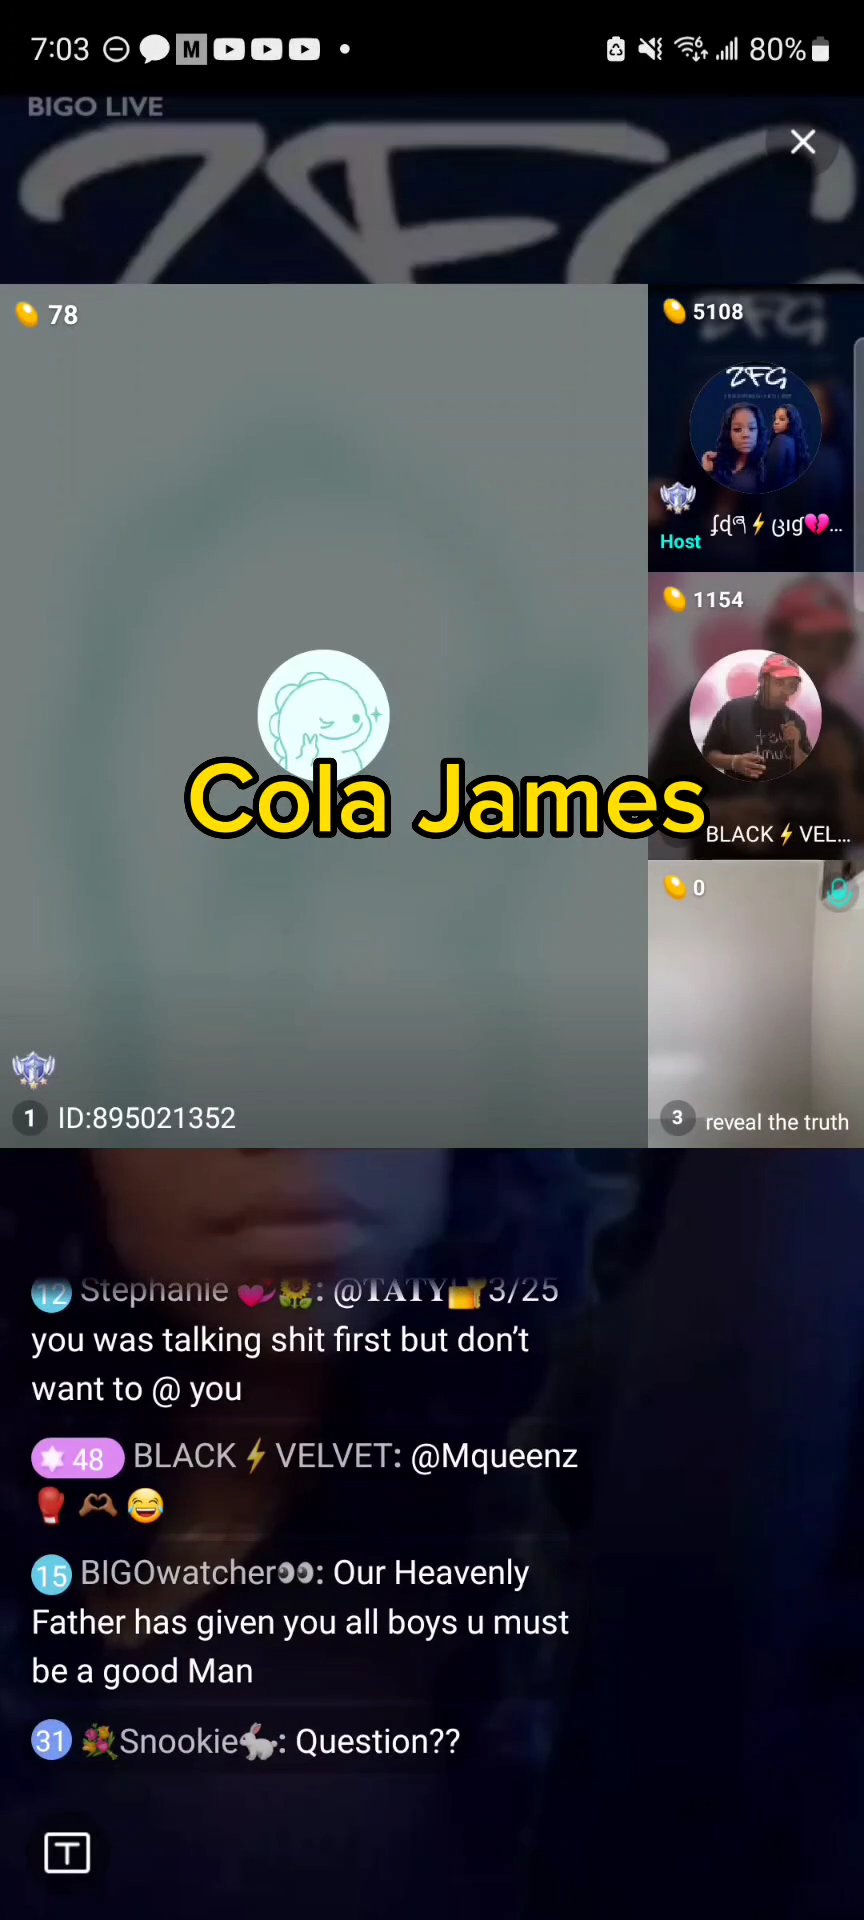 7:03
M
80%
BIGO LIVE
ZFG
78
5108
ZFG
ZFG
Host
1154
Cola James
BLACK⚡VEL...
0
1 ID:895021352
3 reveal the truth
12 Stephanie 💞🌻: @𝐓𝐀𝐓𝐘🍻3/25
you was talking shit first but don't
want to @ you
48 BLACK⚡VELVET: @Mqueenz
🥊🫶🏾😂
15 BIGOwatcher👀: Our Heavenly
Father has given you all boys u must
be a good Man
31 💐Snookie🐇: Question??
T